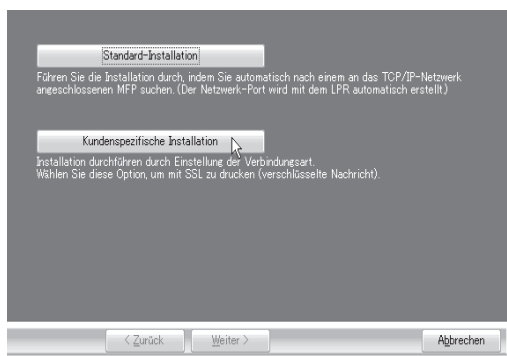 Standard-Installation
Führen Sie die Installation durch, indem Sie automatisch nach einem an das TCP/IP-Netzwerk
angeschlossenen MFP suchen. (Der Netzwerk-Port wird mit dem LPR automatisch erstellt.)
Kundenspezifische Installation
Installation durchführen durch Einstellung der Verbindungsart.
Wählen Sie diese Option, um mit SSL zu drucken (verschlüsselte Nachricht).
< Zurück Weiter > Abbrechen